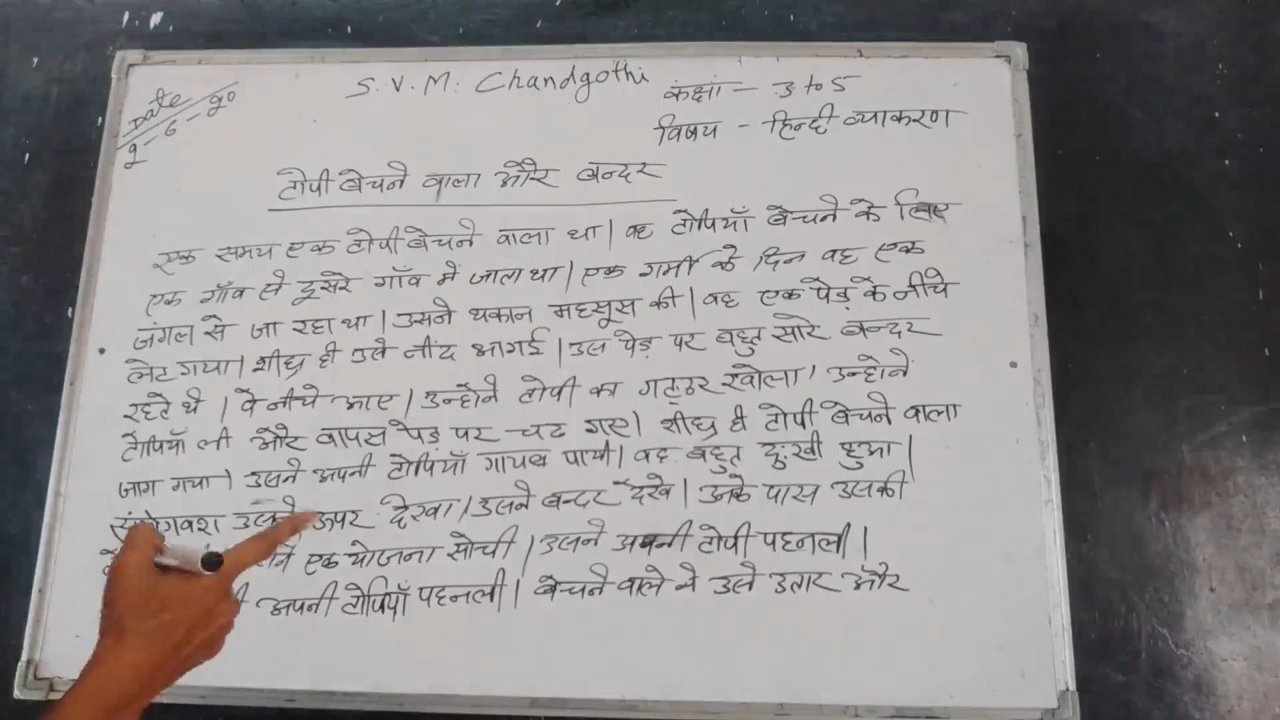 Date
9-6-20
S.V.M. Chandgothi
कंक्षां - 3 to 5
विषय - हिन्दी व्याकरण
टोपी बेचने वाला और बन्दर
एक समय एक टोपी बेचने वाला था। वह टोपियाँ बेचने के लिए
एक गाँव से दूसरे गाँव में जाता था। एक गर्मी के दिन वह एक
जंगल से जा रहा था। उसने थकान महसूस की। वह एक पेड़ के नीचे
लेट गया। शीघ्र ही उसे नींद आगई। उस पेड़ पर बहुत सारे बन्दर
रहते थे। वे नीचे आए। उन्होंने टोपी का गट्ठर खोला। उन्होंने
टोपियाँ ली और वापस पेड़ पर चढ गए। शीघ्र ही टोपी बेचने वाला
जाग गया। उसने अपनी टोपियाँ गायब पायी। वह बहुत दुःखी हुआ।
ऊपर देखा। उसने बन्दर देखे। उनके पास उसकी
एक योजना सोची। उसने अपनी टोपी पहनली।
अपनी टोपियाँ पहनली। बेचने वाले ने उसे उतार और